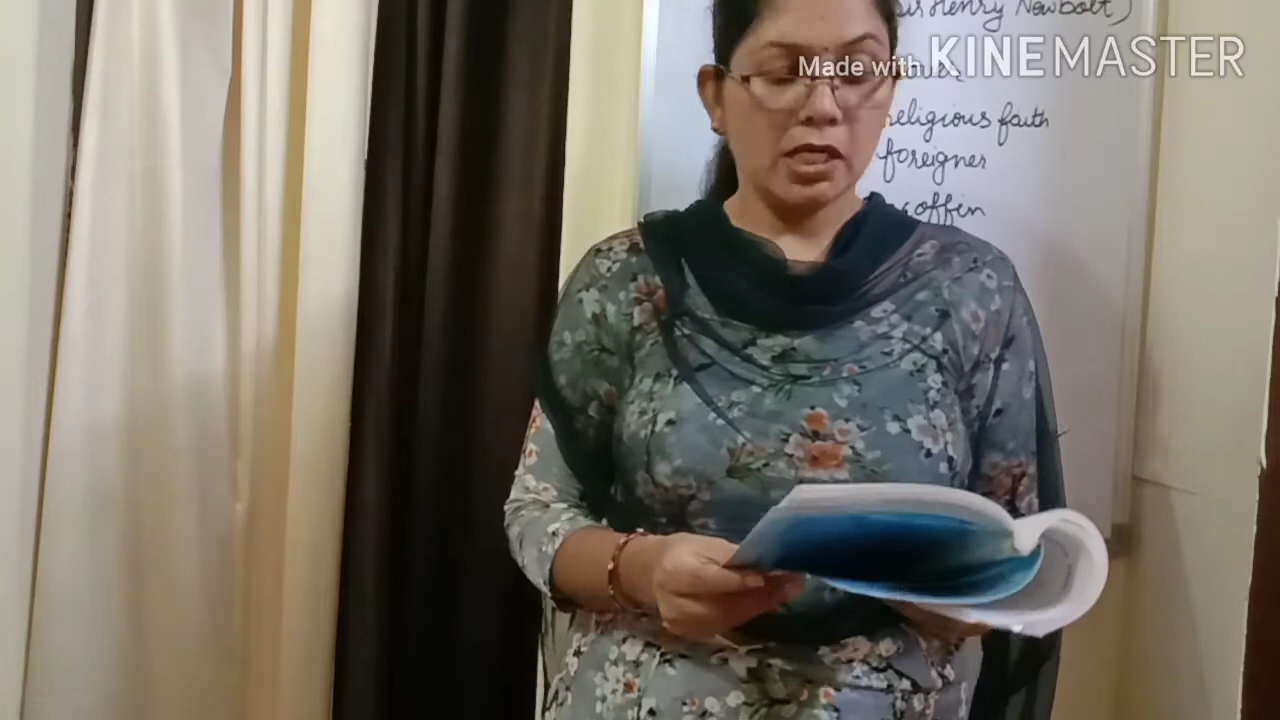 Sir Henry Newbolt)
Made with KINEMASTER
religious faith
foreigner
coffin